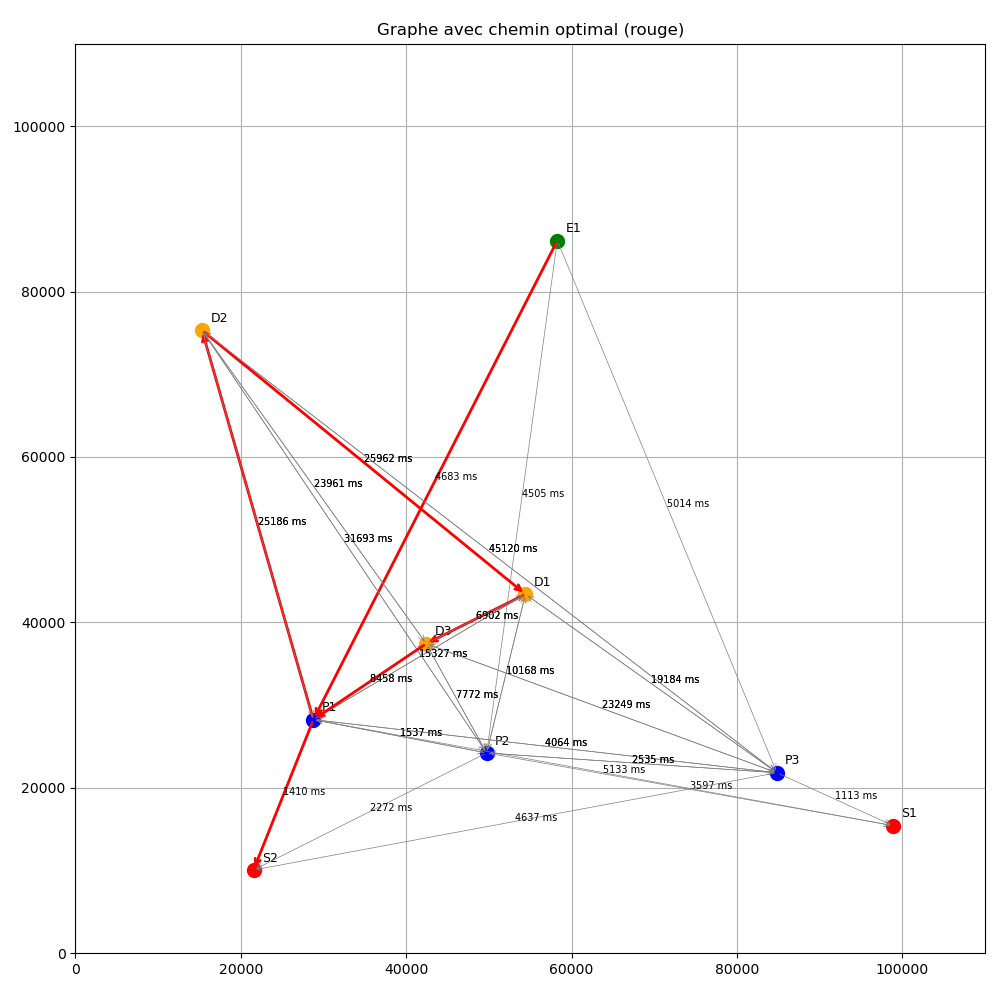 Graphe avec chemin optimal (rouge)
100000
E1
80000
D2
60000
25962 ms
4683 ms
23961 ms
4505 ms
5014 ms
25186 ms
31693 ms
45120 ms
D1
40000
6902 ms
D3
15327 ms
10168 ms
8458 ms
19184 ms
7772 ms
23249 ms
P1
1537 ms
P2
4064 ms
2535 ms
5133 ms
P3
20000
1410 ms
3597 ms
1113 ms
2272 ms
4637 ms
S1
S2
0
0 20000 40000 60000 80000 100000